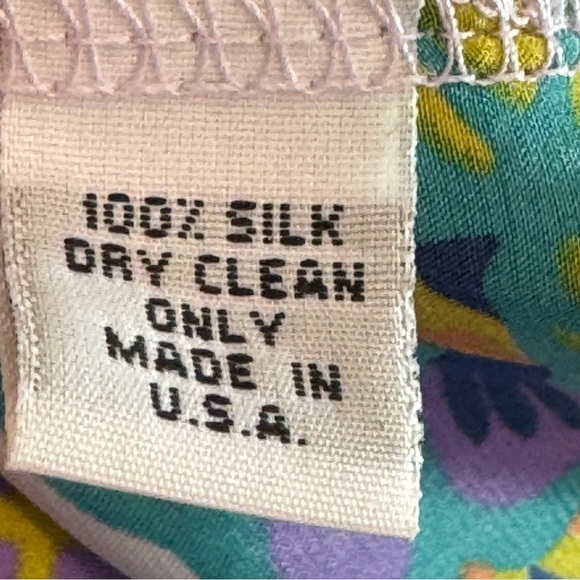 100% SILK
DRY CLEAN
ONLY
MADE IN
U.S.A.